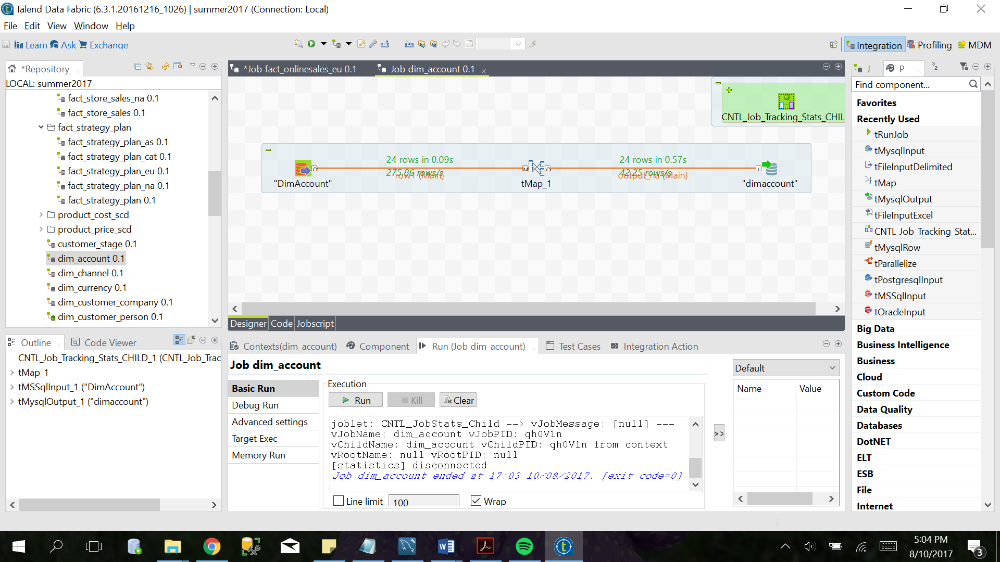 Talend Data Fabric (6.3.1.20161216_1026) | summer2017 (Connection: Local)
File Edit View Window Help
Learn Ask Exchange
Integration Profiling MDM
*Repository
LOCAL: summer2017
fact_store_sales_na 0.1
fact_store_sales 0.1
fact_strategy_plan
fact_strategy_plan_as 0.1
fact_strategy_plan_cat 0.1
fact_strategy_plan_eu 0.1
fact_strategy_plan_na 0.1
fact_strategy_plan 0.1
product_cost_scd
product_price_scd
customer_stage 0.1
dim_account 0.1
dim_channel 0.1
dim_currency 0.1
dim_customer_company 0.1
dim_customer_person 0.1
Outline Code Viewer
CNTL_Job_Tracking_Stats_CHILD_1 (CNTL_Job_Trac
tMap_1
tMSSqlInput_1 ("DimAccount")
tMysqlOutput_1 ("dimaccount")
*Job fact_onlinesales_eu 0.1 Job dim_account 0.1
CNTL_Job_Tracking_Stats_CHIL
24 rows in 0.09s
275.86 rows/s
row1 (Main)
24 rows in 0.57s
42.25 rows/s
output_na (Main)
"DimAccount" tMap_1 "dimaccount"
Designer Code Jobscript
Contexts(dim_account) Component Run (Job dim_account) Test Cases Integration Action
Job dim_account
Basic Run
Debug Run
Advanced settings
Target Exec
Memory Run
Execution
Run Kill Clear
joblet: CNTL_JobStats_Child --> vJobMessage: [null] ---
vJobName: dim_account vJobPID: qh0V1n
vChildName: dim_account vChildPID: qh0V1n from context
vRootName: null vRootPID: null
[statistics] disconnected
Job dim_account ended at 17:03 10/08/2017. [exit code=0]
Line limit 100 Wrap
>>
Default
Name Value
J P 2
Find component...
Favorites
Recently Used
tRunJob
tMysqlInput
tFileInputDelimited
tMap
tMysqlOutput
tFileInputExcel
CNTL_Job_Tracking_Stat...
tMysqlRow
tParallelize
tPostgresqlInput
tMSSqlInput
tOracleInput
Big Data
Business Intelligence
Business
Cloud
Custom Code
Data Quality
Databases
DotNET
ELT
ESB
File
Internet
5:04 PM
8/10/2017
3